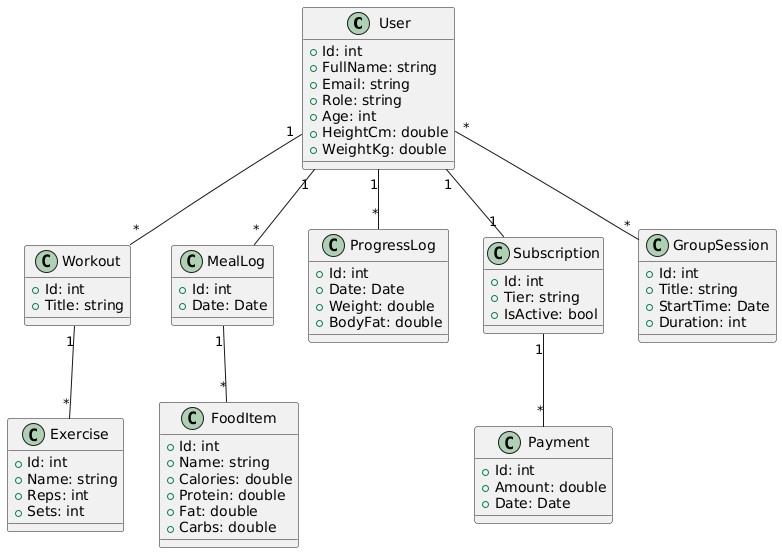 C User
Id: int
FullName: string
Email: string
Role: string
Age: int
HeightCm: double
WeightKg: double
1
1
1
1
*
*
*
*
1
*
C Workout
Id: int
Title: string
C MealLog
Id: int
Date: Date
C ProgressLog
Id: int
Date: Date
Weight: double
BodyFat: double
C Subscription
Id: int
Tier: string
IsActive: bool
C GroupSession
Id: int
Title: string
StartTime: Date
Duration: int
1
1
1
*
*
*
C Exercise
Id: int
Name: string
Reps: int
Sets: int
C FoodItem
Id: int
Name: string
Calories: double
Protein: double
Fat: double
Carbs: double
C Payment
Id: int
Amount: double
Date: Date